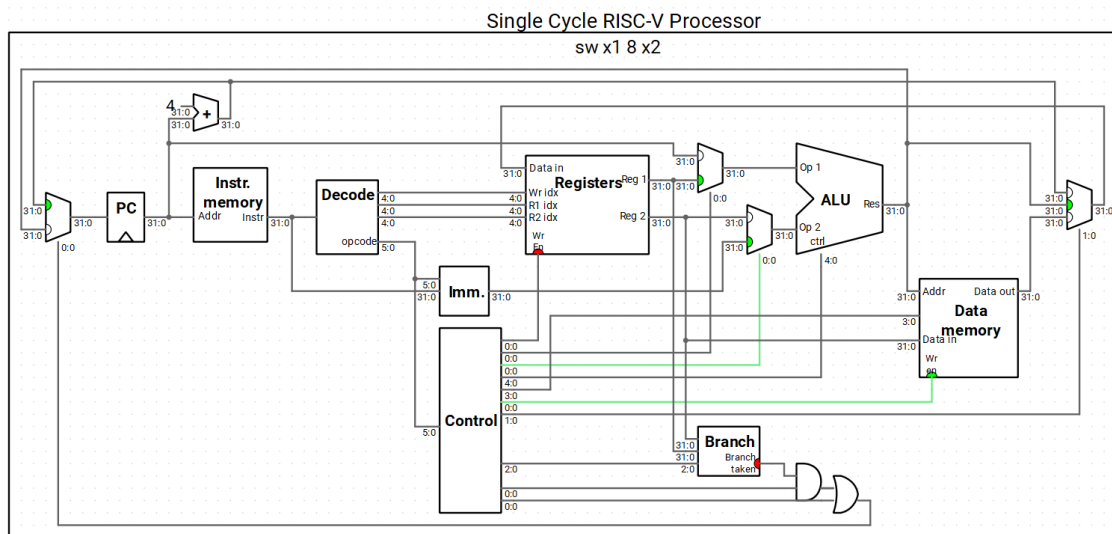 Single Cycle RISC-V Processor
sw x1 8 x2
4
31:0
31:0
+
31:0
31:0
31:0
31:0
0:0
PC
31:0
Instr.
memory
Addr
Instr
31:0
Decode
opcode
4:0
4:0
4:0
5:0
31:0
Data in
Registers
Reg 1
4:0
Wr idx
4:0
R1 idx
4:0
R2 idx
Reg 2
Wr
En
31:0
31:0
31:0
31:0
31:0
0:0
31:0
31:0
31:0
0:0
Op 1
ALU
Res
Op 2
ctrl
31:0
4:0
31:0
31:0
31:0
31:0
1:0
5:0
31:0
Imm.
31:0
31:0
Addr
Data out
31:0
3:0
Data
memory
31:0
Data in
Wr
en
5:0
Control
0:0
0:0
0:0
4:0
3:0
0:0
1:0
2:0
0:0
0:0
31:0
31:0
2:0
Branch
Branch
taken